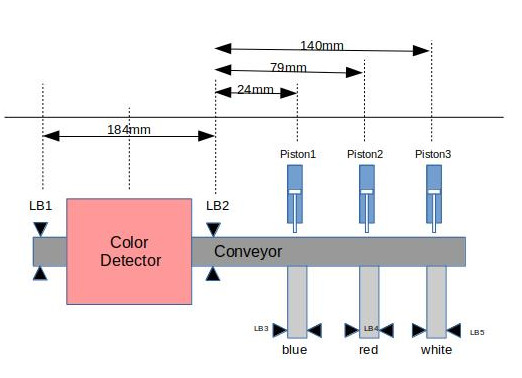 140mm
79mm
24mm
184mm
Piston1
Piston2
Piston3
LB1
LB2
Color
Detector
Conveyor
LB3
LB4
LB5
blue
red
white